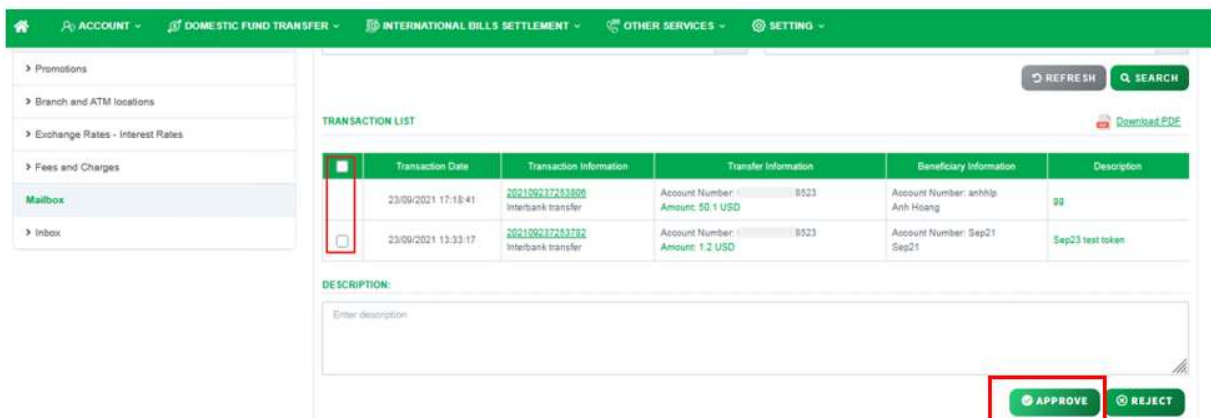 ACCOUNT
DOMESTIC FUND TRANSFER
INTERNATIONAL BILLS SETTLEMENT
OTHER SERVICES
SETTING
Promotions
Branch and ATM locations
Exchange Rates - Interest Rates
Fees and Charges
Mailbox
Inbox
REFRESH
SEARCH
TRANSACTION LIST
Download PDF
Transaction Date
Transaction Information
Transfer Information
Beneficiary Information
Description
23/09/2021 17:18:41
202109237253806
Interbank transfer
Account Number: 8523
Amount: 50.1 USD
Account Number: anhhlp
Anh Hoang
gg
23/09/2021 13:33:17
202109237253782
Interbank transfer
Account Number: 8523
Amount: 1.2 USD
Account Number: Sep21
Sep21
Sep23 test token
DESCRIPTION:
Enter description
APPROVE
REJECT